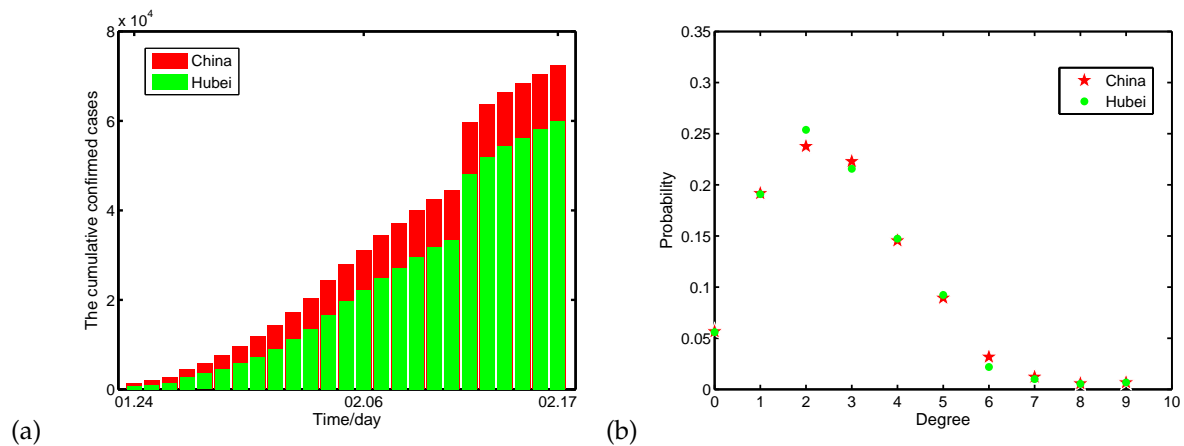 x 10⁴
8
6
4
2
0
The cumulative confirmed cases
China
Hubei
01.24
02.06
02.17
Time/day
(a)
0.35
0.3
0.25
0.2
0.15
0.1
0.05
0
Probability
China
Hubei
0 1 2 3 4 5 6 7 8 9 10
Degree
(b)